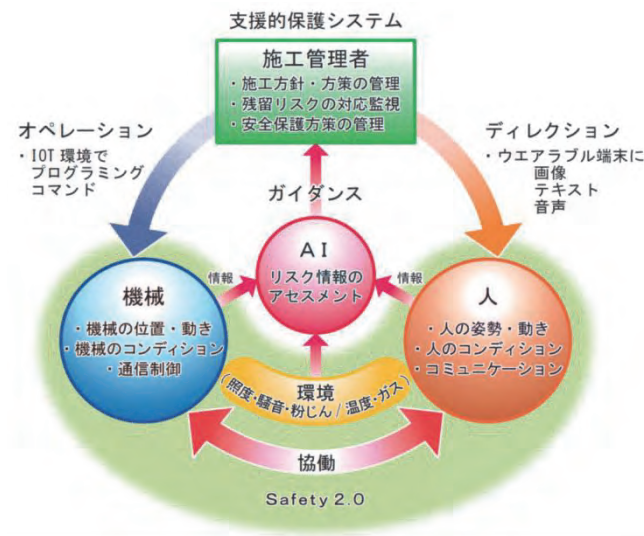 支援的保護システム
施工管理者
・施工方針・方策の管理
・残留リスクの対応監視
・安全保護方策の管理
オペレーション
・IOT 環境で
プログラミング
コマンド
ディレクション
・ウエアラブル端末に
画像
テキスト
音声
ガイダンス
AI
リスク情報の
アセスメント
情報
情報
機械
・機械の位置・動き
・機械のコンディション
・通信制御
人
・人の姿勢・動き
・人のコンディション
・コミュニケーション
環境
(照度・騒音・粉じん / 温度・ガス)
協働
Safety 2.0